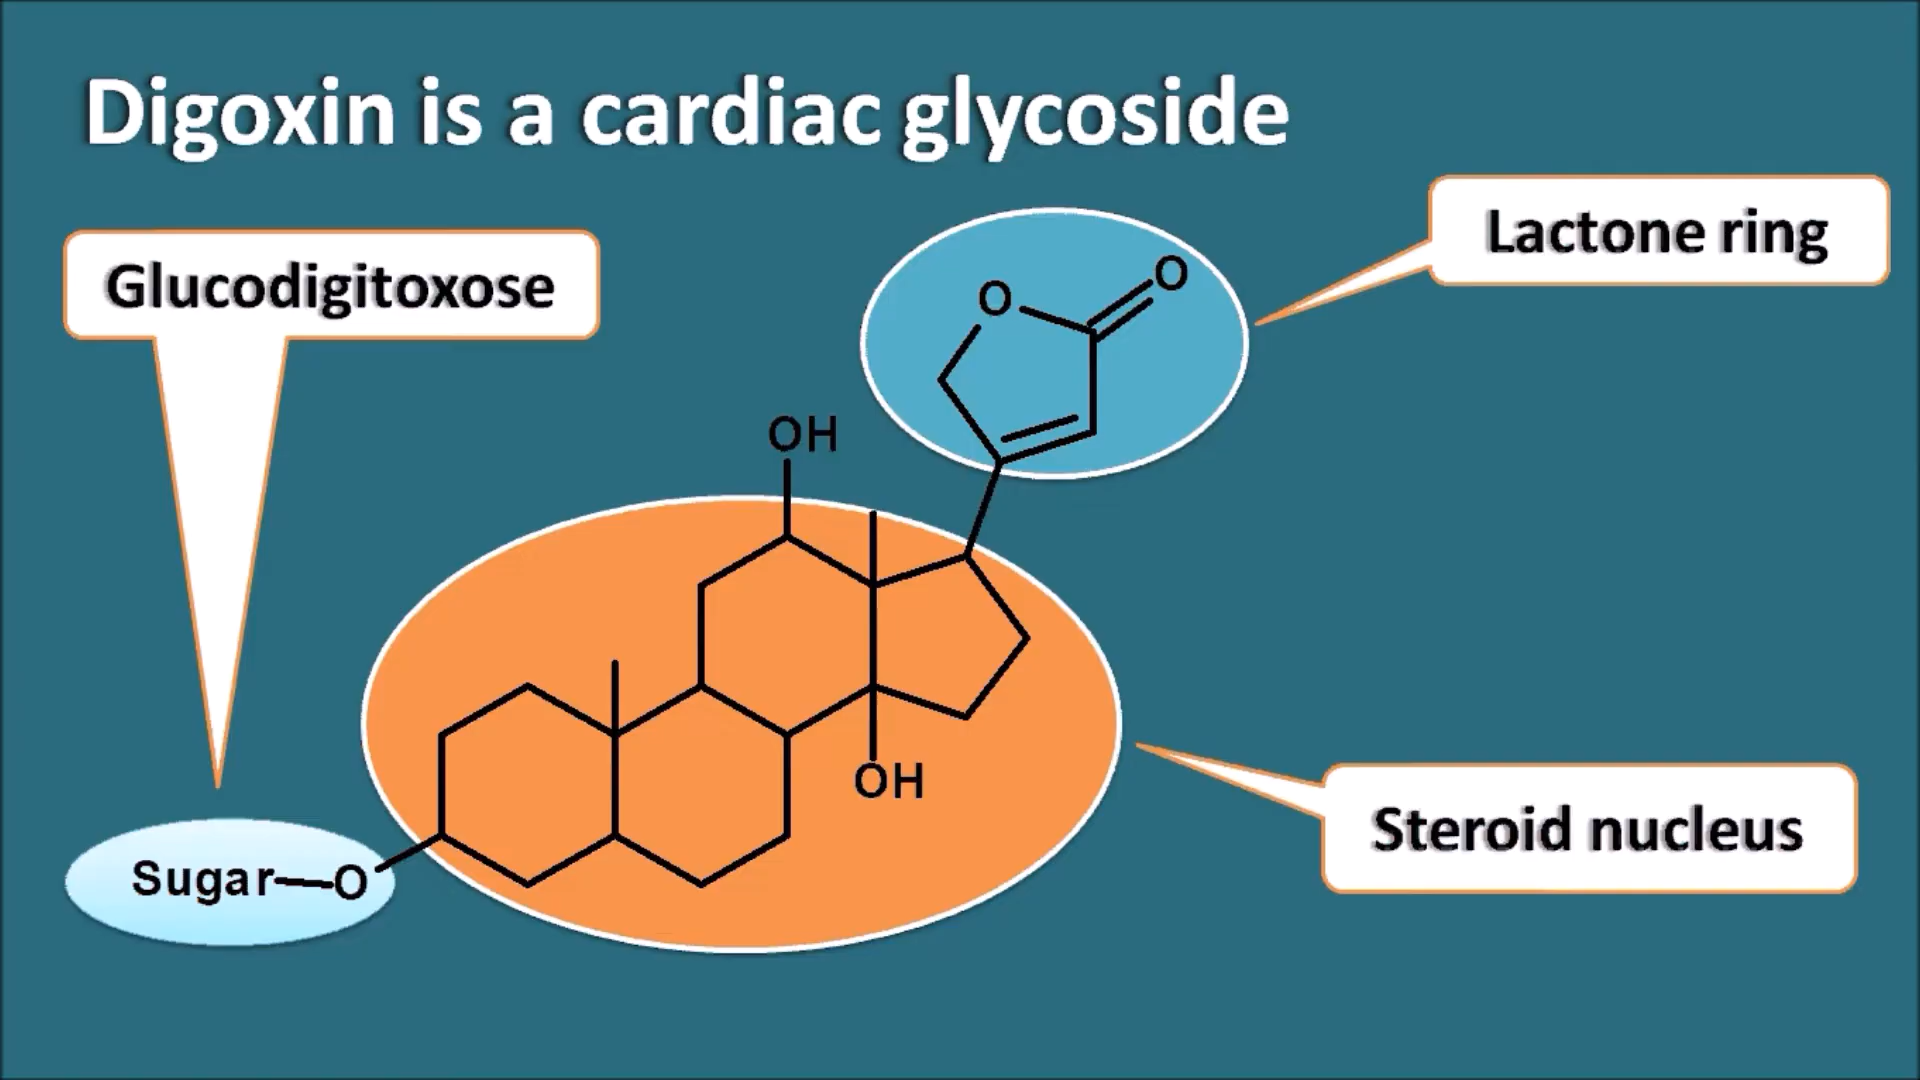 Digoxin is a cardiac glycoside
Lactone ring
Glucodigitoxose
O
O
OH
OH
Steroid nucleus
Sugar—O